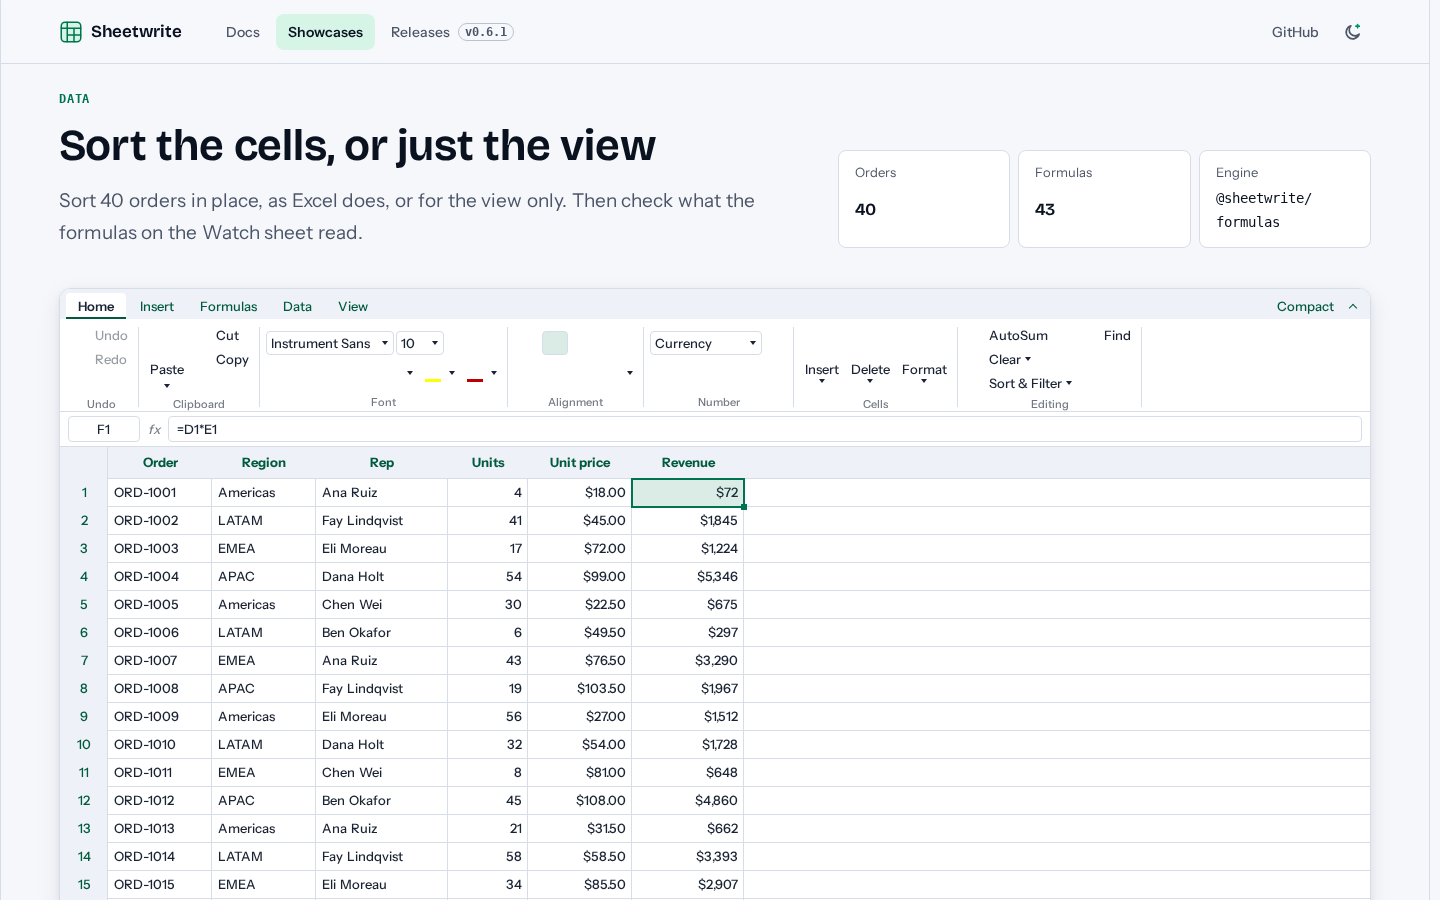 Sheetwrite Docs Showcases Releases v0.6.1 GitHub
DATA
Sort the cells, or just the view
Sort 40 orders in place, as Excel does, or for the view only. Then check what the
formulas on the Watch sheet read.
Orders
40
Formulas
43
Engine
@sheetwrite/
formulas
Home Insert Formulas Data View Compact
Undo
Redo
Undo
Paste
Cut
Copy
Clipboard
Instrument Sans 10
Font
Alignment
Currency
Number
Insert Delete Format
Cells
AutoSum Find
Clear
Sort & Filter
Editing
F1 fx =D1*E1
Order Region Rep Units Unit price Revenue
1 ORD-1001 Americas Ana Ruiz 4 $18.00 $72
2 ORD-1002 LATAM Fay Lindqvist 41 $45.00 $1,845
3 ORD-1003 EMEA Eli Moreau 17 $72.00 $1,224
4 ORD-1004 APAC Dana Holt 54 $99.00 $5,346
5 ORD-1005 Americas Chen Wei 30 $22.50 $675
6 ORD-1006 LATAM Ben Okafor 6 $49.50 $297
7 ORD-1007 EMEA Ana Ruiz 43 $76.50 $3,290
8 ORD-1008 APAC Fay Lindqvist 19 $103.50 $1,967
9 ORD-1009 Americas Eli Moreau 56 $27.00 $1,512
10 ORD-1010 LATAM Dana Holt 32 $54.00 $1,728
11 ORD-1011 EMEA Chen Wei 8 $81.00 $648
12 ORD-1012 APAC Ben Okafor 45 $108.00 $4,860
13 ORD-1013 Americas Ana Ruiz 21 $31.50 $662
14 ORD-1014 LATAM Fay Lindqvist 58 $58.50 $3,393
15 ORD-1015 EMEA Eli Moreau 34 $85.50 $2,907